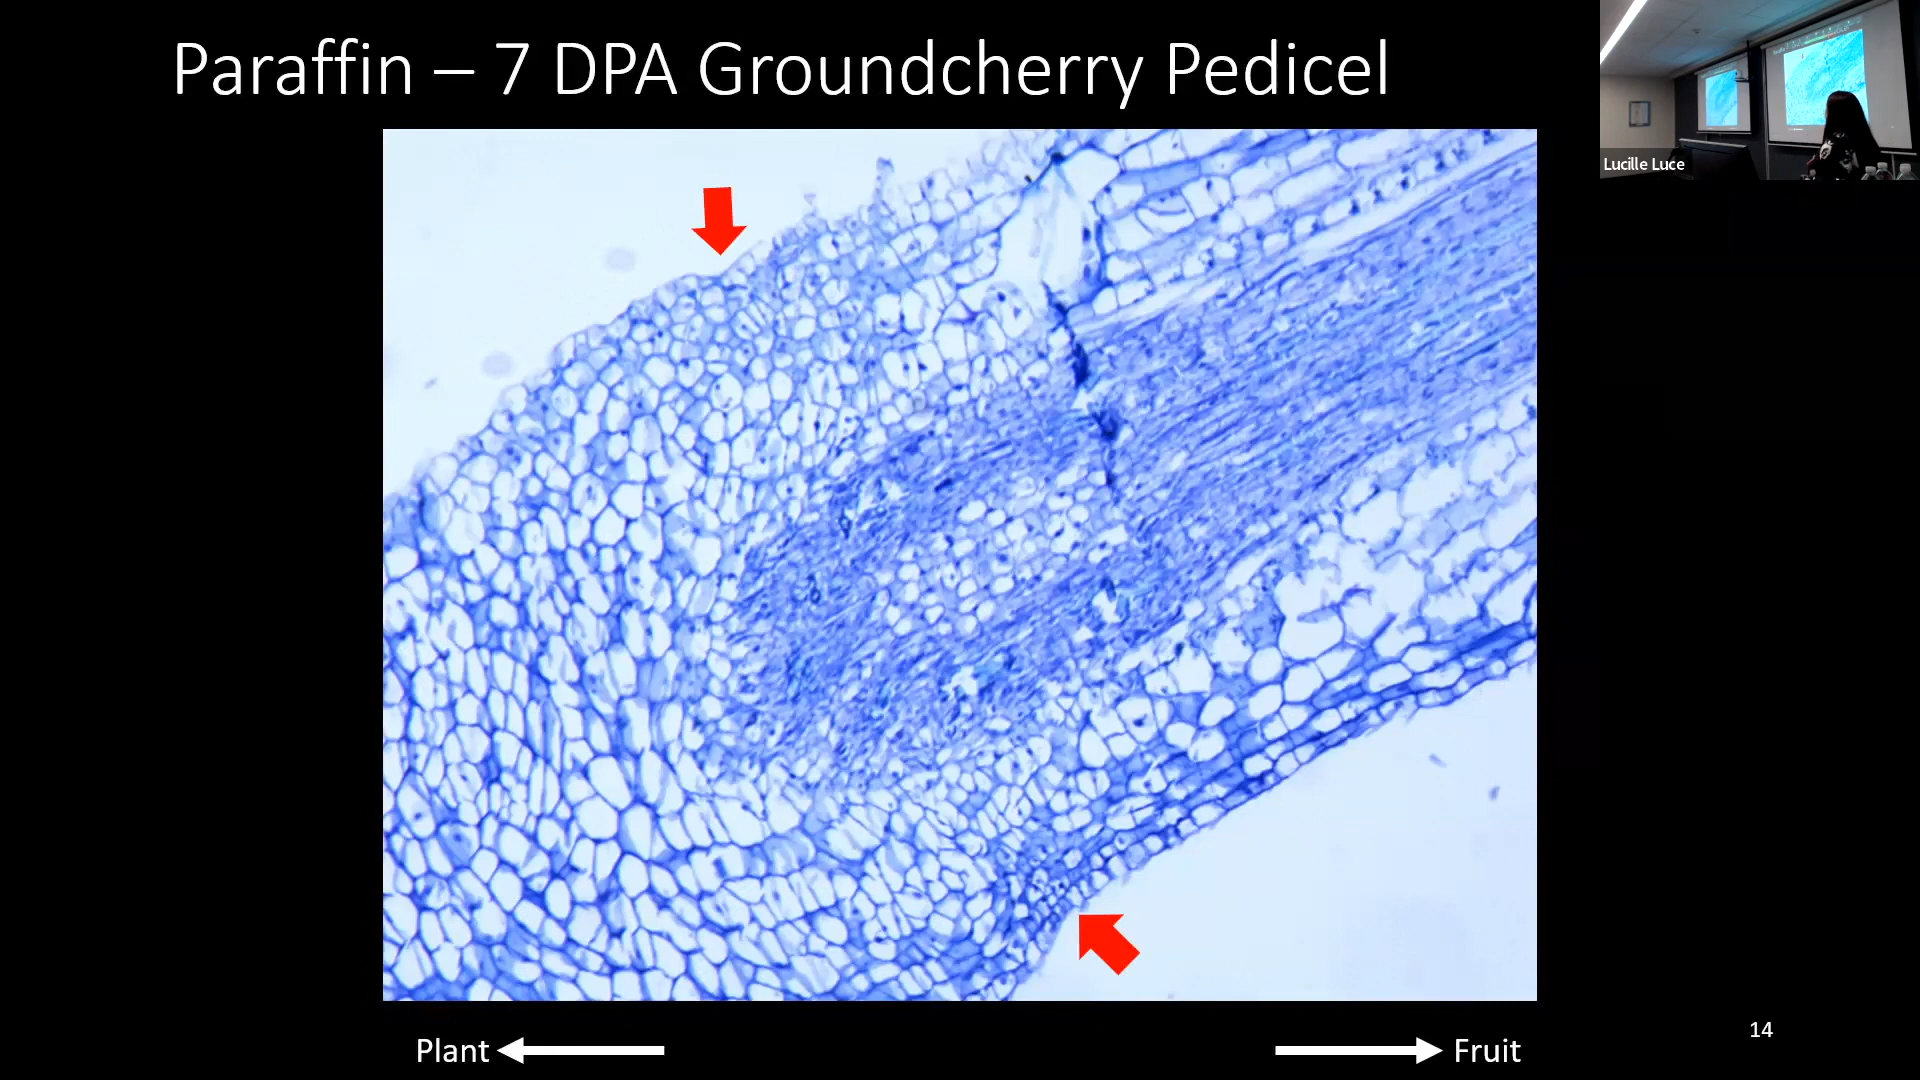 Paraffin – 7 DPA Groundcherry Pedicel
Lucille Luce
14
Plant
Fruit